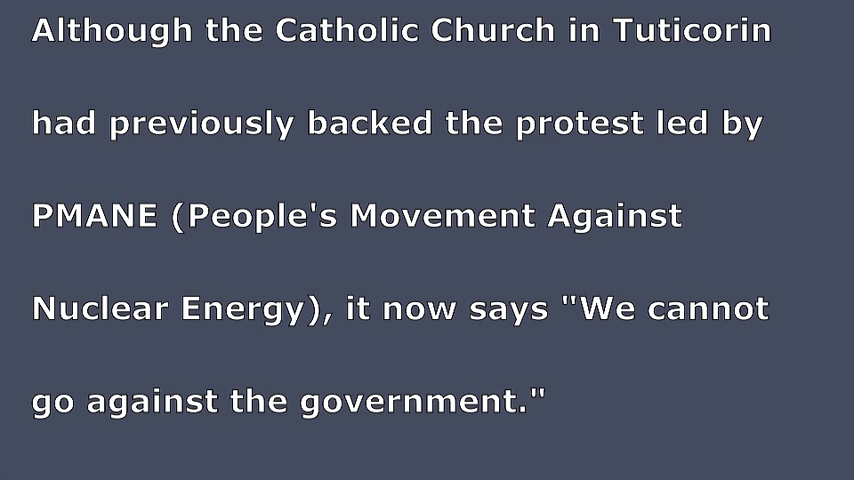 Although the Catholic Church in Tuticorin
had previously backed the protest led by
PMANE (People's Movement Against
Nuclear Energy), it now says "We cannot
go against the government."